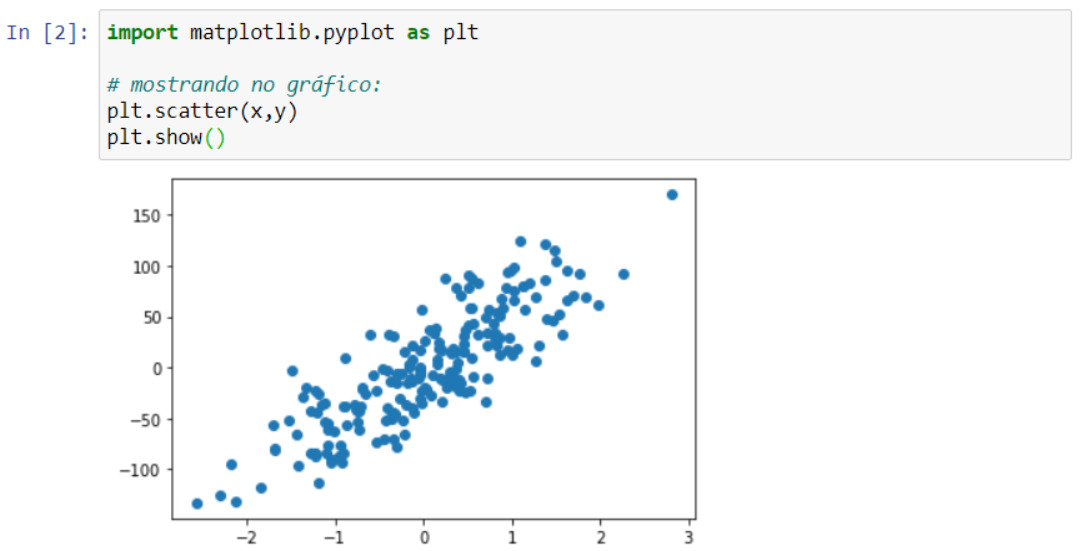 In [2]: import matplotlib.pyplot as plt
# mostrando no gráfico:
plt.scatter(x,y)
plt.show()
150
100
50
0
−50
−100
−2 −1 0 1 2 3